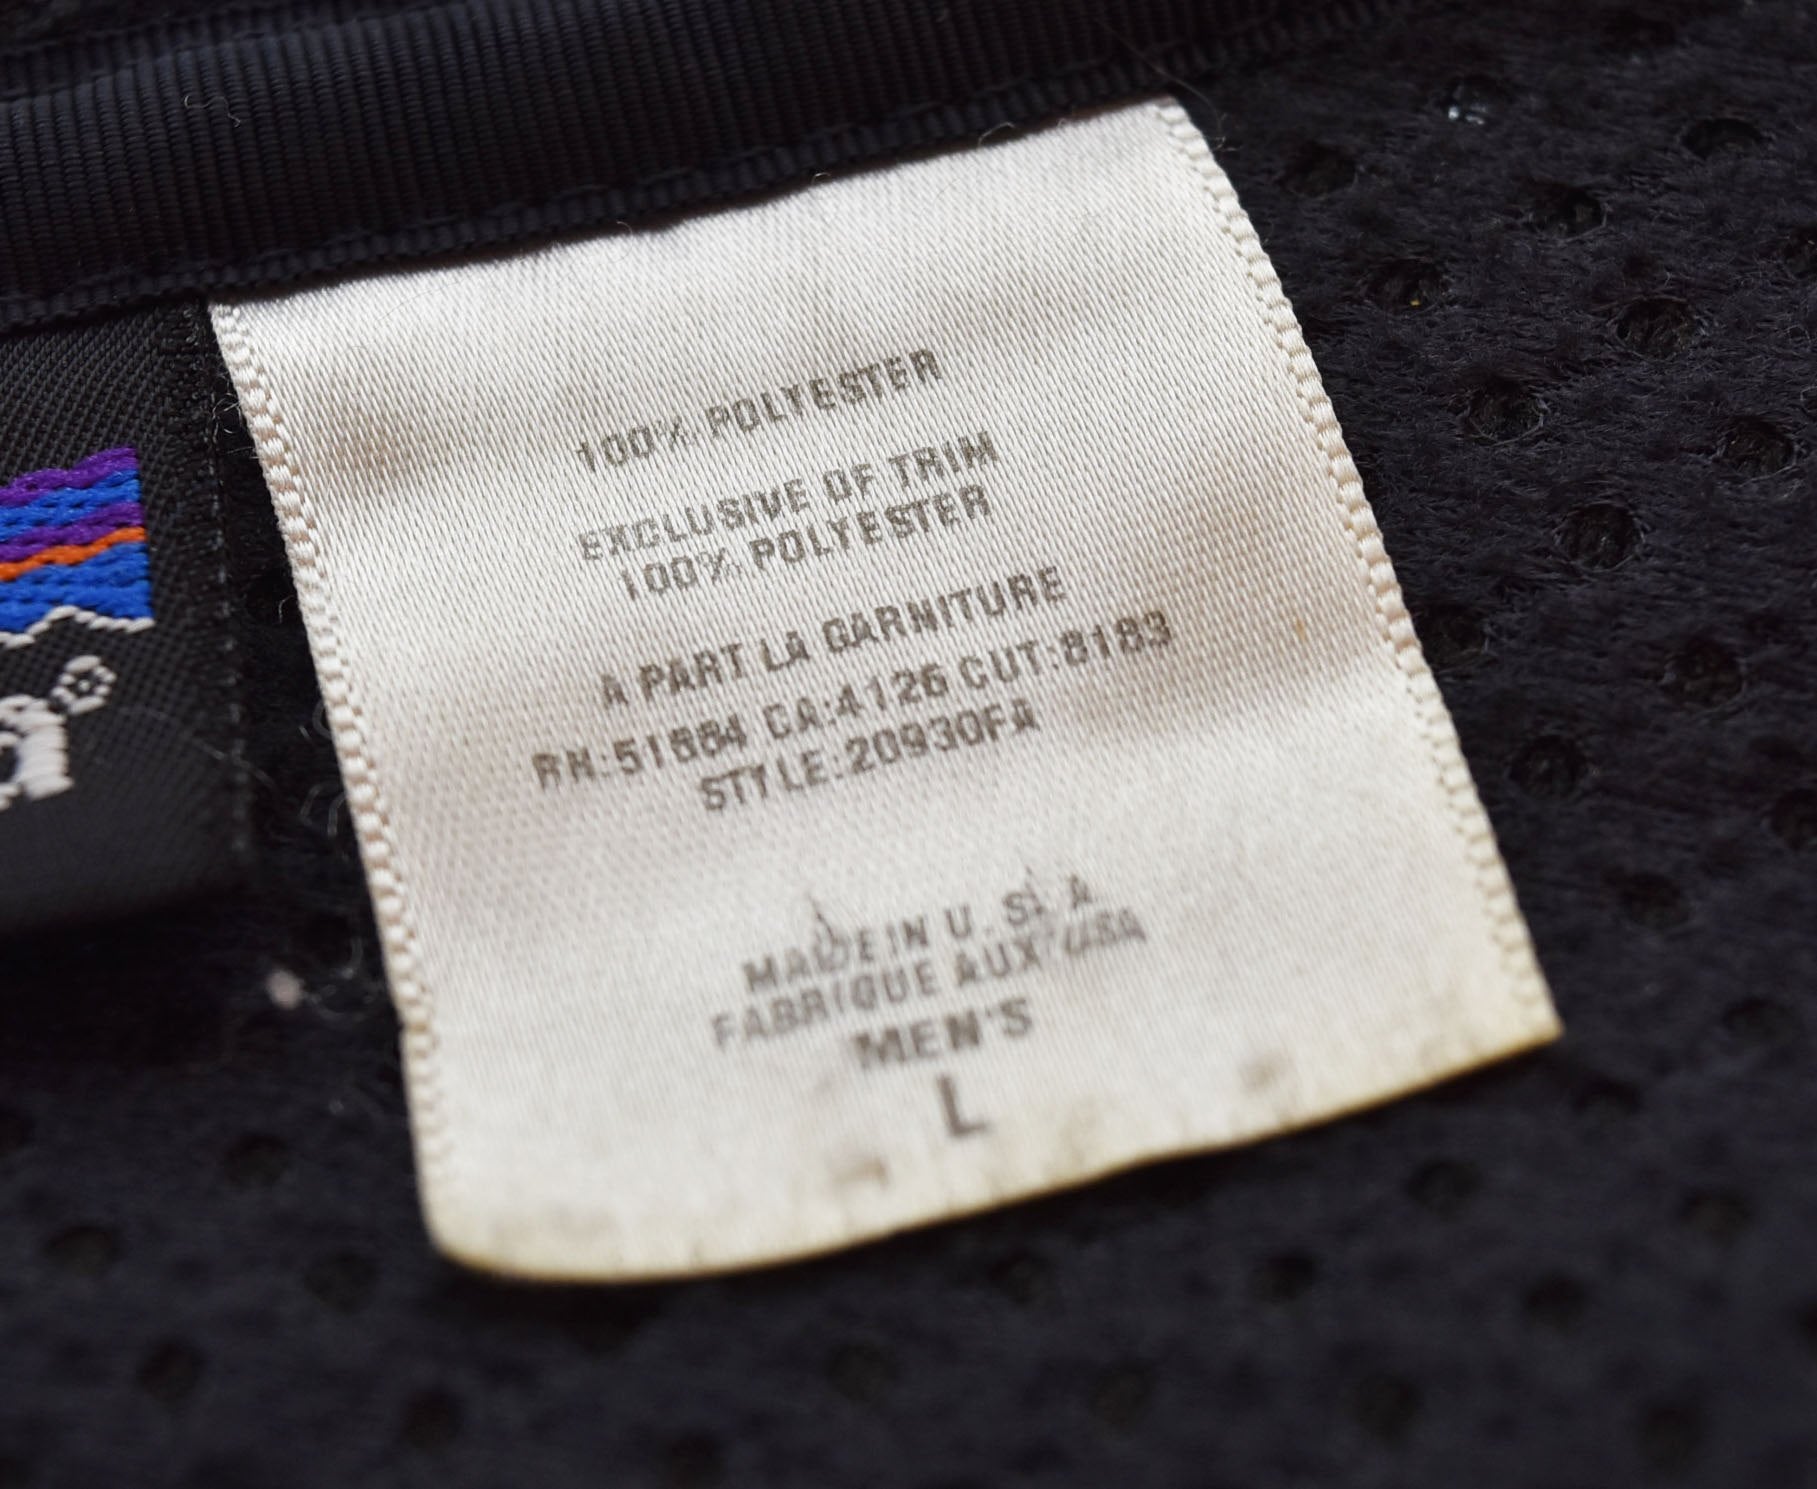 100% POLYESTER
EXCLUSIVE OF TRIM
100% POLYESTER
A PART LA GARNITURE
RN:51884 CA:4126 CUT:8183
STYLE:20930FA
MADE IN U.S.A
FABRIQUE AUX USA
MEN'S
L
a®